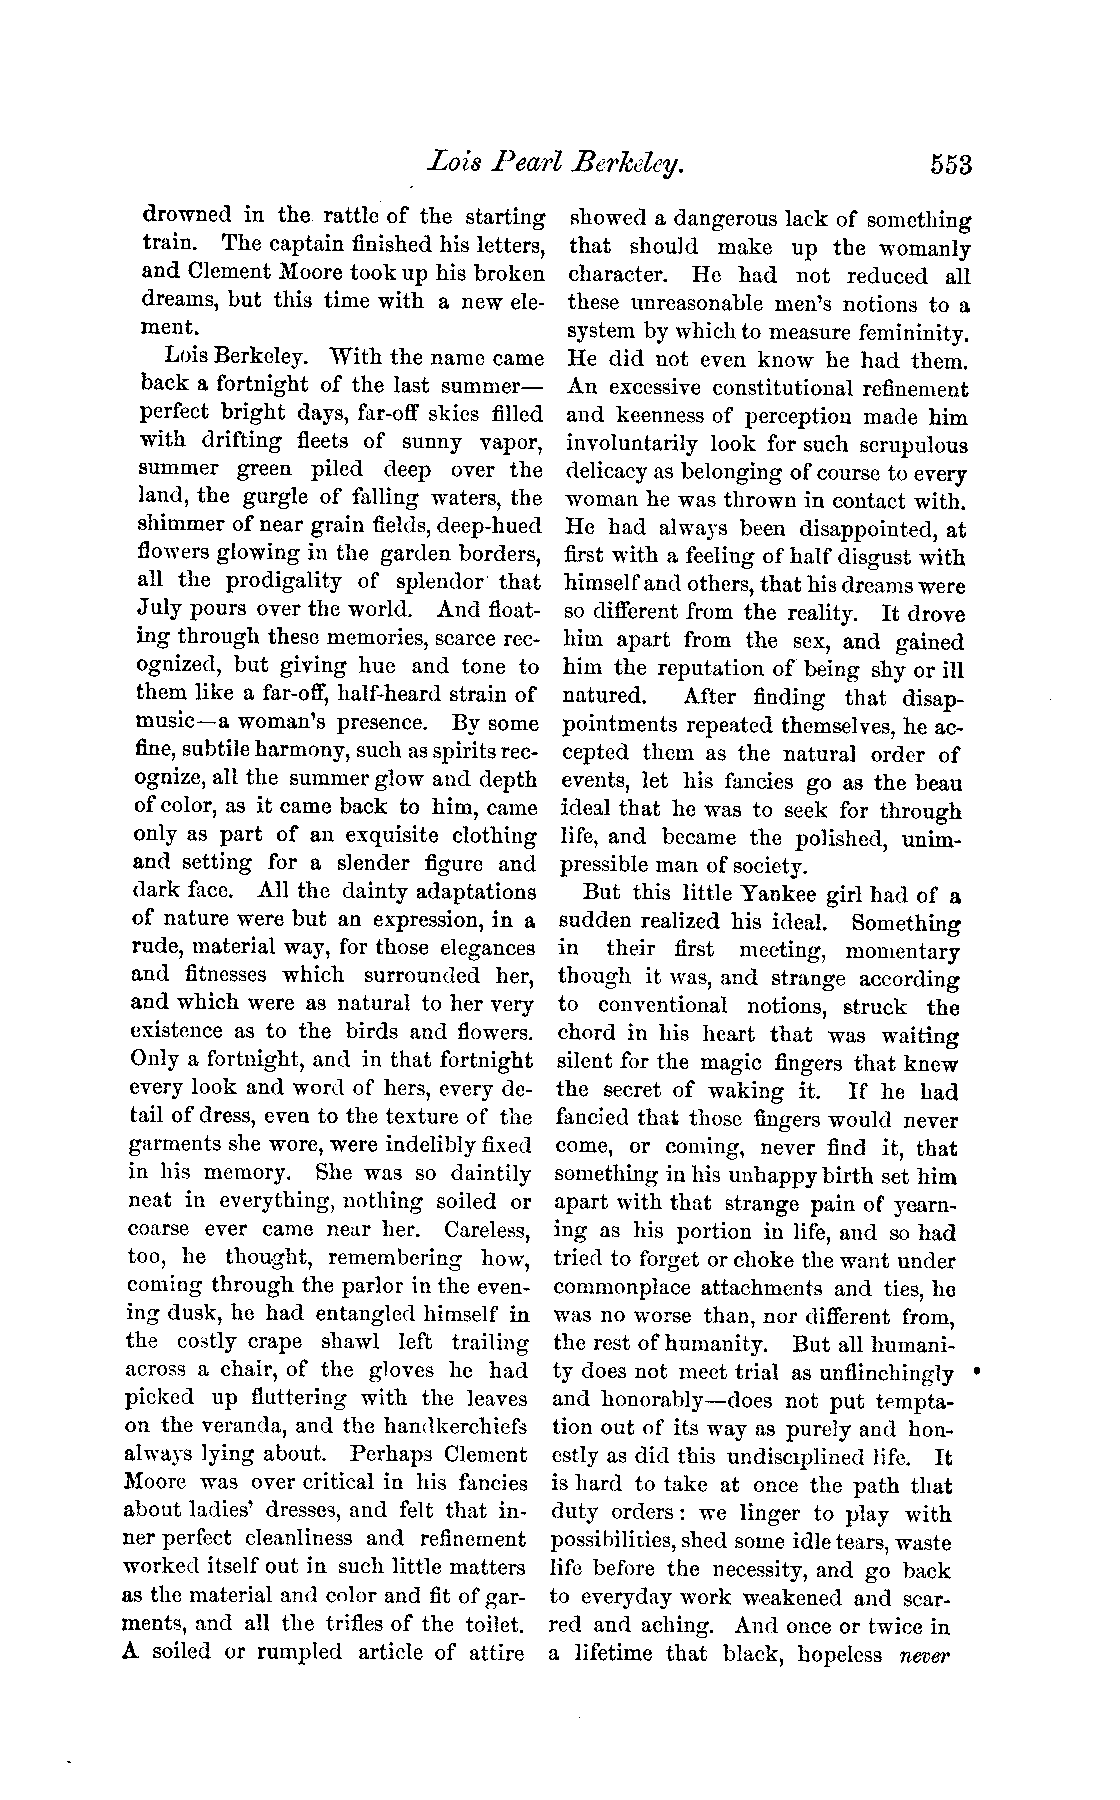 Lois Pearl Berkeley. 553
drowned in the rattle of the starting
train. The captain finished his letters,
and Clement Moore took up his broken
dreams, but this time with a new ele-
ment.
Lois Berkeley. With the name came
back a fortnight of the last summer—
perfect bright days, far-off skies filled
with drifting fleets of sunny vapor,
summer green piled deep over the
land, the gurgle of falling waters, the
shimmer of near grain fields, deep-hued
flowers glowing in the garden borders,
all the prodigality of splendor that
July pours over the world. And float-
ing through these memories, scarce rec-
ognized, but giving hue and tone to
them like a far-off, half-heard strain of
music—a woman's presence. By some
fine, subtile harmony, such as spirits rec-
ognize, all the summer glow and depth
of color, as it came back to him, came
only as part of an exquisite clothing
and setting for a slender figure and
dark face. All the dainty adaptations
of nature were but an expression, in a
rude, material way, for those elegances
and fitnesses which surrounded her,
and which were as natural to her very
existence as to the birds and flowers.
Only a fortnight, and in that fortnight
every look and word of hers, every de-
tail of dress, even to the texture of the
garments she wore, were indelibly fixed
in his memory. She was so daintily
neat in everything, nothing soiled or
coarse ever came near her. Careless,
too, he thought, remembering how,
coming through the parlor in the even-
ing dusk, he had entangled himself in
the costly crape shawl left trailing
across a chair, of the gloves he had
picked up fluttering with the leaves
on the veranda, and the handkerchiefs
always lying about. Perhaps Clement
Moore was over critical in his fancies
about ladies' dresses, and felt that in-
ner perfect cleanliness and refinement
worked itself out in such little matters
as the material and color and fit of gar-
ments, and all the trifles of the toilet.
A soiled or rumpled article of attire
showed a dangerous lack of something
that should make up the womanly
character. He had not reduced all
these unreasonable men's notions to a
system by which to measure femininity.
He did not even know he had them.
An excessive constitutional refinement
and keenness of perception made him
involuntarily look for such scrupulous
delicacy as belonging of course to every
woman he was thrown in contact with.
He had always been disappointed, at
first with a feeling of half disgust with
himself and others, that his dreams were
so different from the reality. It drove
him apart from the sex, and gained
him the reputation of being shy or ill
natured. After finding that disap-
pointments repeated themselves, he ac-
cepted them as the natural order of
events, let his fancies go as the beau
ideal that he was to seek for through
life, and became the polished, unim-
pressible man of society.
But this little Yankee girl had of a
sudden realized his ideal. Something
in their first meeting, momentary
though it was, and strange according
to conventional notions, struck the
chord in his heart that was waiting
silent for the magic fingers that knew
the secret of waking it. If he had
fancied that those fingers would never
come, or coming, never find it, that
something in his unhappy birth set him
apart with that strange pain of yearn-
ing as his portion in life, and so had
tried to forget or choke the want under
commonplace attachments and ties, he
was no worse than, nor different from,
the rest of humanity. But all humani-
ty does not meet trial as unflinchingly
and honorably—does not put tempta-
tion out of its way as purely and hon-
estly as did this undisciplined life. It
is hard to take at once the path that
duty orders: we linger to play with
possibilities, shed some idle tears, waste
life before the necessity, and go back
to everyday work weakened and scar-
red and aching. And once or twice in
a lifetime that black, hopeless never